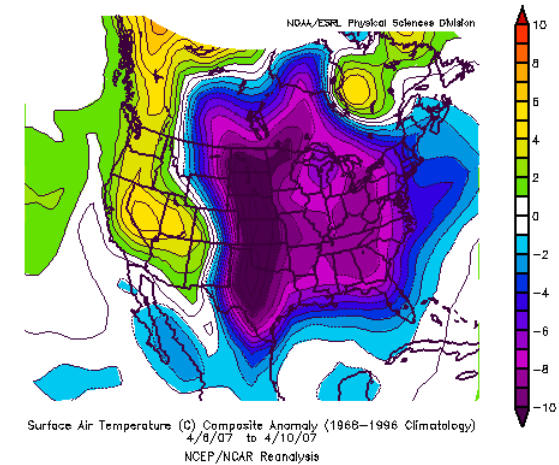 NOAA/ESRL Physical Sciences Division
10
8
6
4
2
0
-2
-4
-6
-8
-10
Surface Air Temperature (C) Composite Anomaly (1968-1996 Climatology)
4/6/07 to 4/10/07
NCEP/NCAR Reanalysis